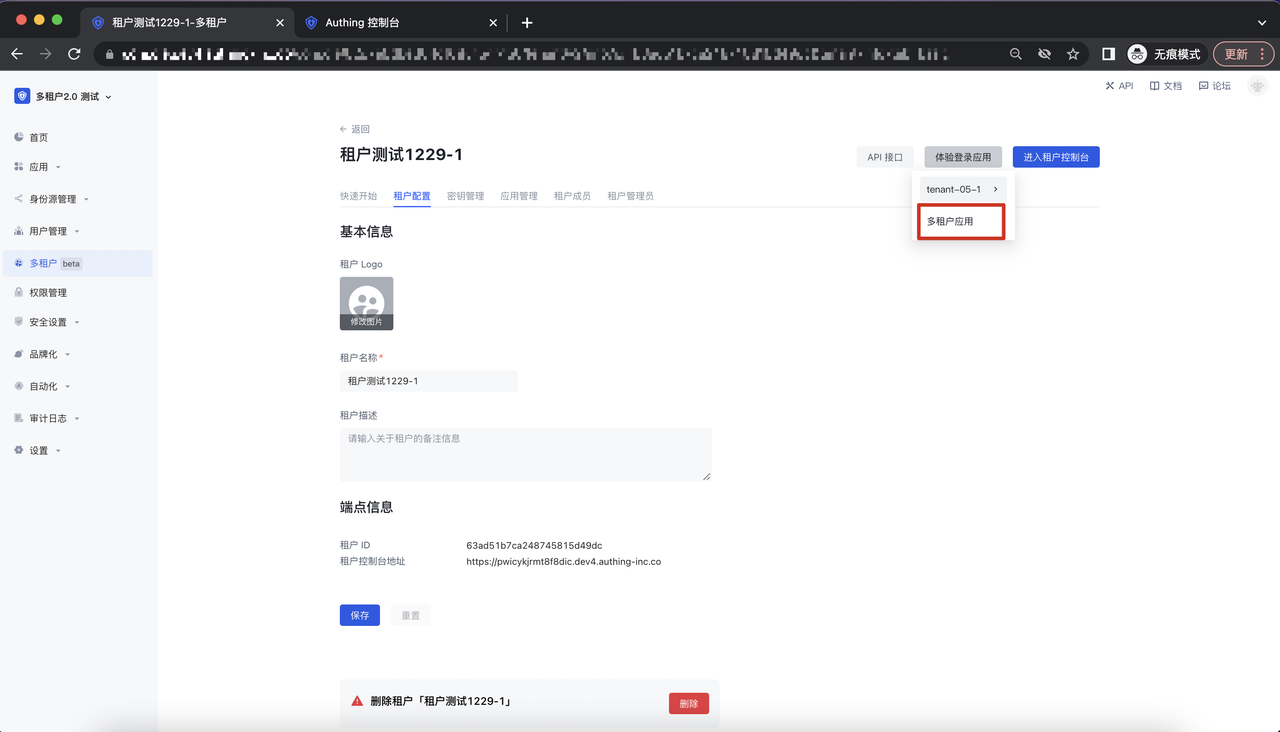 租户测试1229-1-多租户
Authing 控制台
无痕模式
更新
多租户2.0 测试
API
文档
论坛
首页
应用
身份源管理
用户管理
多租户 beta
权限管理
安全设置
品牌化
自动化
审计日志
设置
返回
租户测试1229-1
API 接口
体验登录应用
进入租户控制台
tenant-05-1
多租户应用
快速开始
租户配置
密钥管理
应用管理
租户成员
租户管理员
基本信息
租户 Logo
修改图片
租户名称*
租户测试1229-1
租户描述
请输入关于租户的备注信息
端点信息
租户 ID 63ad51b7ca248745815d49dc
租户控制台地址 https://pwicykjrmt8f8dic.dev4.authing-inc.co
保存
重置
删除租户「租户测试1229-1」
删除